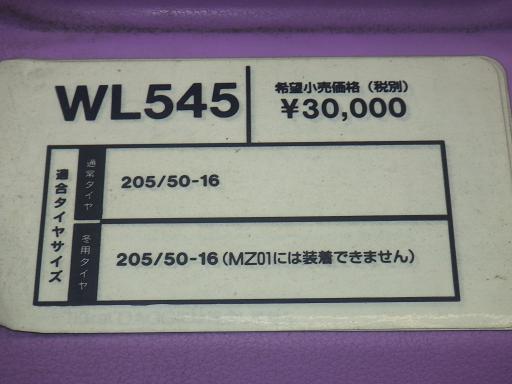 WL545
希望小売価格（税別）
¥30,000
適合タイヤサイズ
通常タイヤ
205/50-16
冬用タイヤ
205/50-16（MZ01には装着できません）